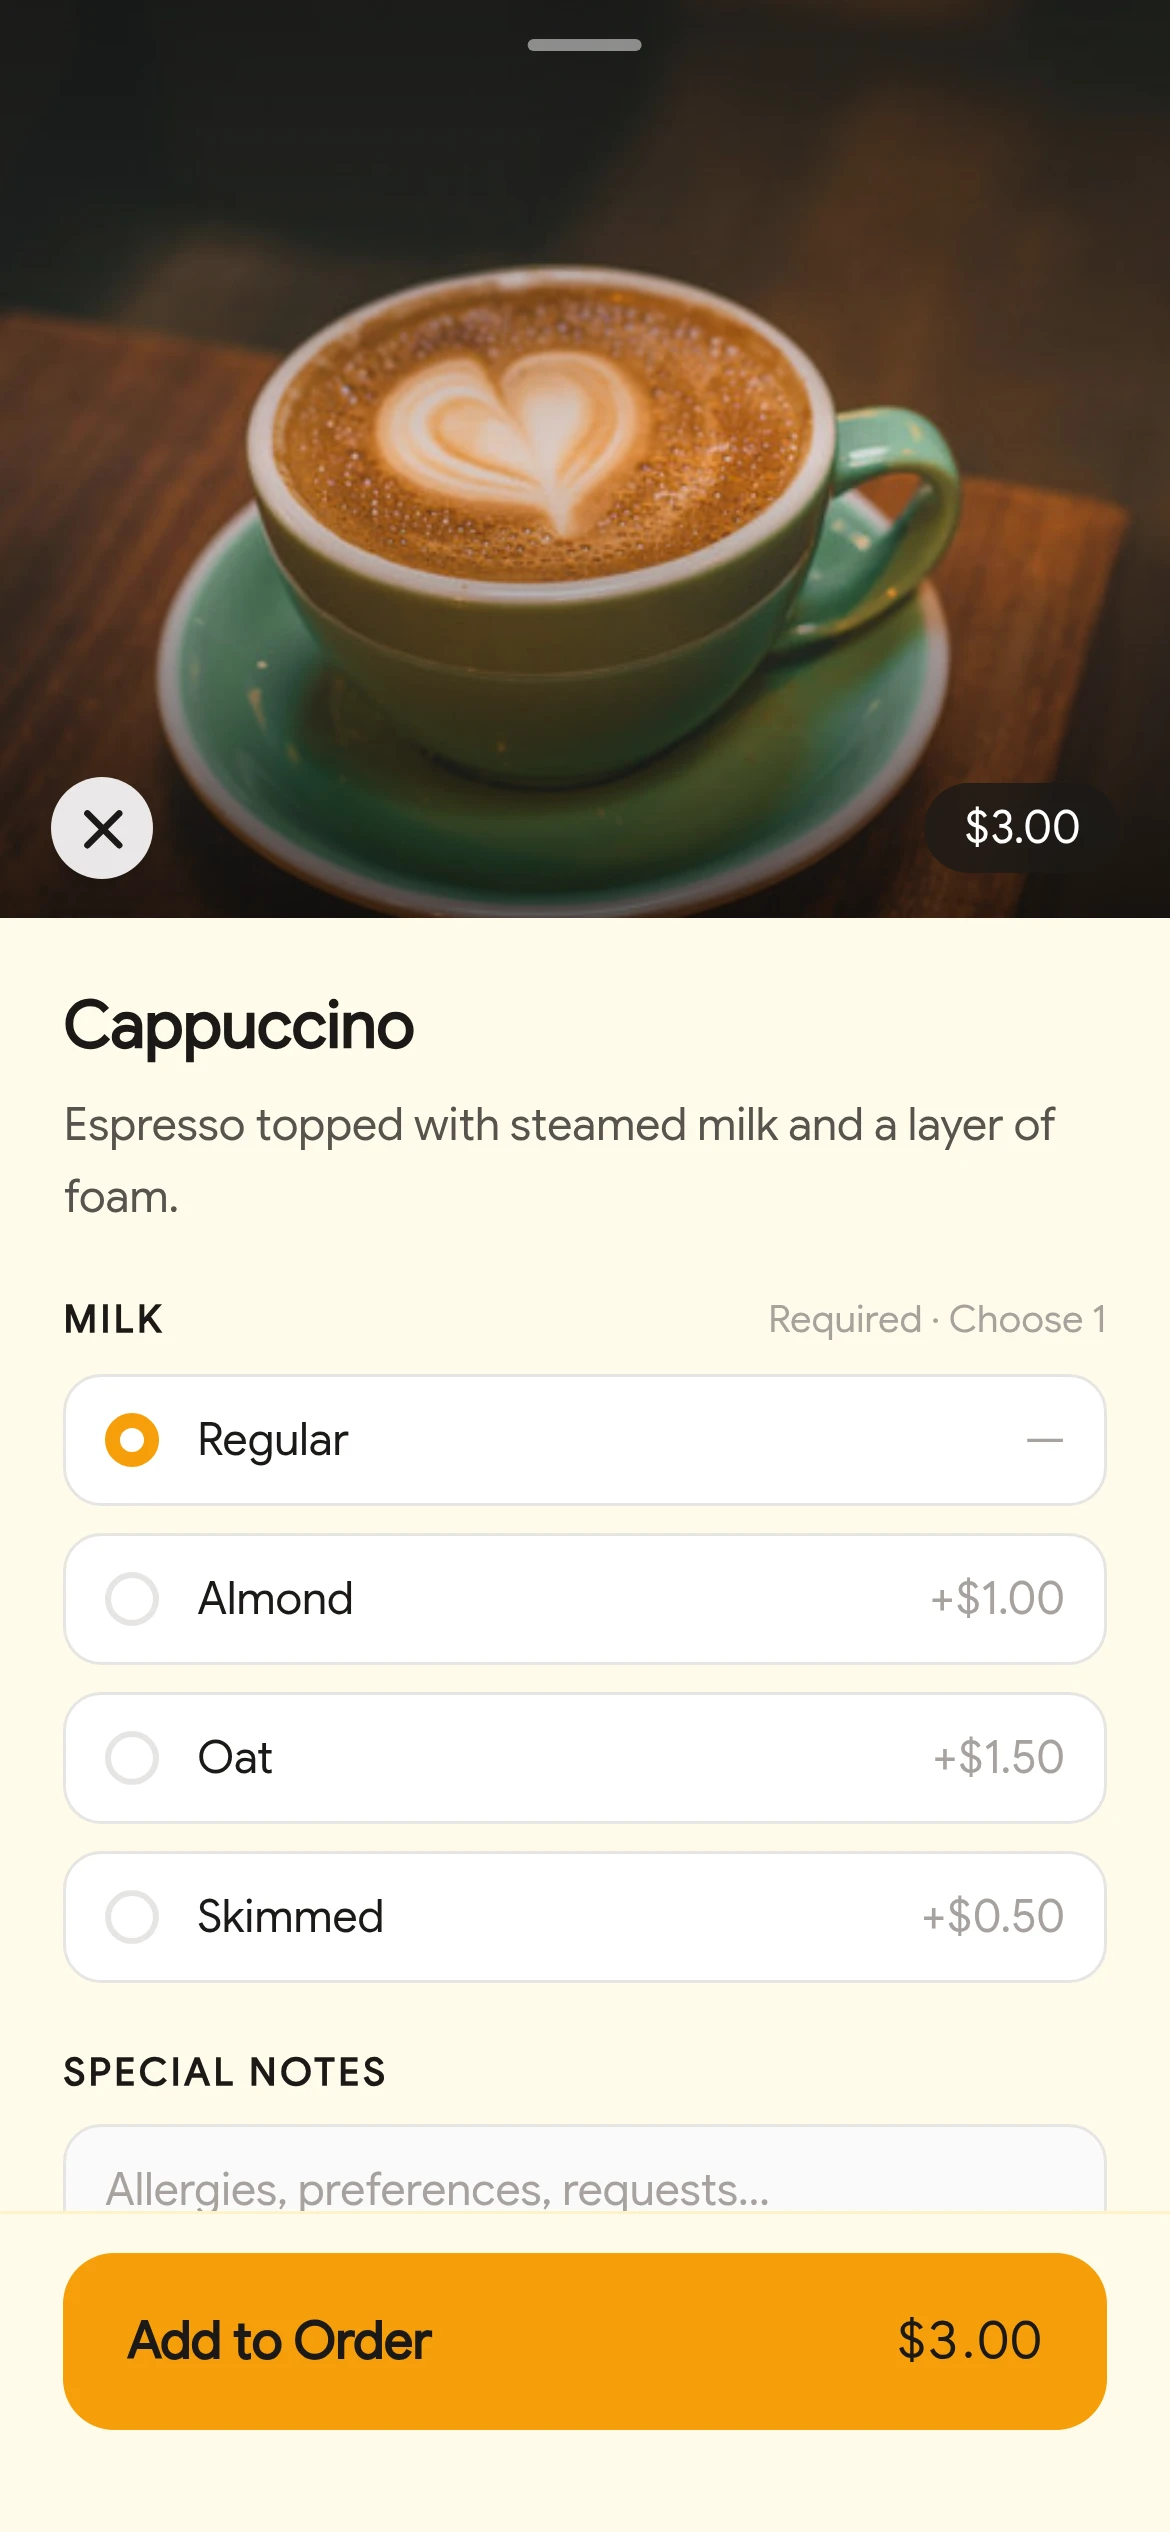 $3.00
Cappuccino
Espresso topped with steamed milk and a layer of
foam.
MILK
Required · Choose 1
Regular —
Almond +$1.00
Oat +$1.50
Skimmed +$0.50
SPECIAL NOTES
Allergies, preferences, requests...
Add to Order $3.00